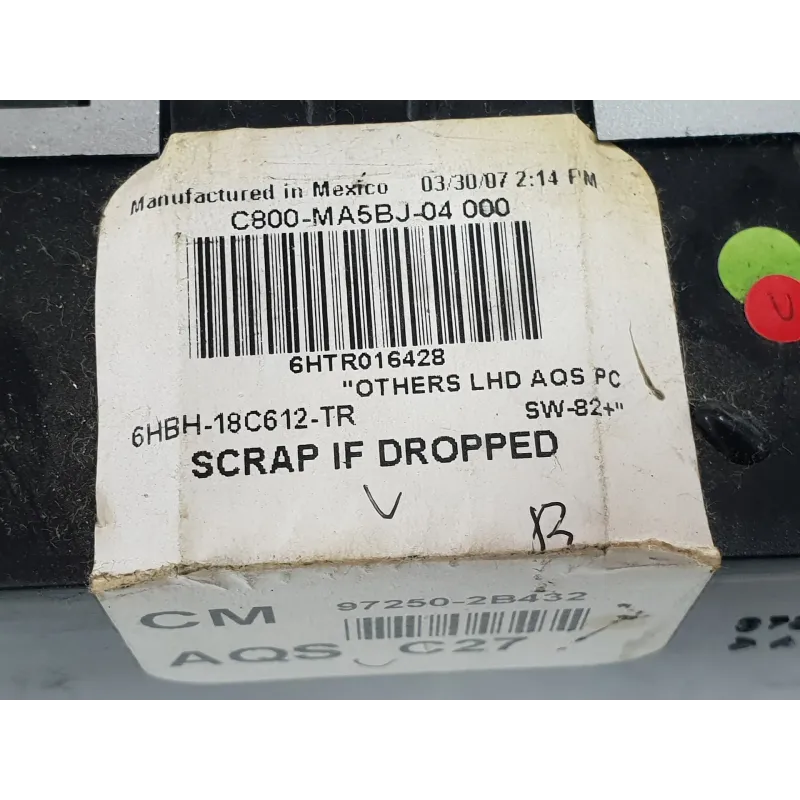 Manufactured in Mexico 03/30/07 2:14 PM
C800-MA5BJ-04 000
6HTR016428
"OTHERS LHD AQS PC
6HBH-18C612-TR SW-82+"
SCRAP IF DROPPED
V
B
U
CM 97250-2B432
AQS C27